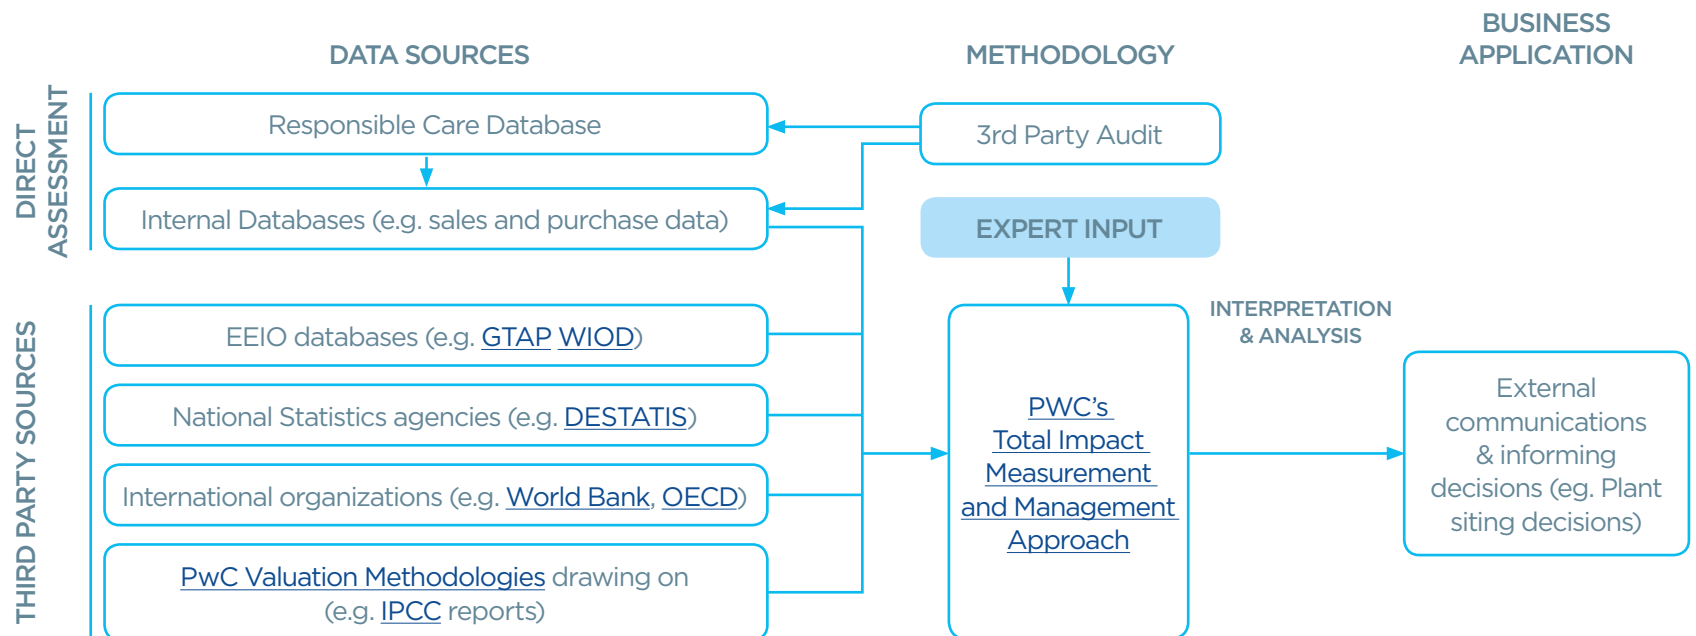 DATA SOURCES
METHODOLOGY
BUSINESS
APPLICATION
DIRECT
ASSESSMENT
Responsible Care Database
3rd Party Audit
Internal Databases (e.g. sales and purchase data)
EXPERT INPUT
THIRD PARTY SOURCES
EEIO databases (e.g. GTAP WIOD)
National Statistics agencies (e.g. DESTATIS)
International organizations (e.g. World Bank, OECD)
PwC Valuation Methodologies drawing on
(e.g. IPCC reports)
PWC's
Total Impact
Measurement
and Management
Approach
INTERPRETATION
& ANALYSIS
External
communications
& informing
decisions (eg. Plant
siting decisions)